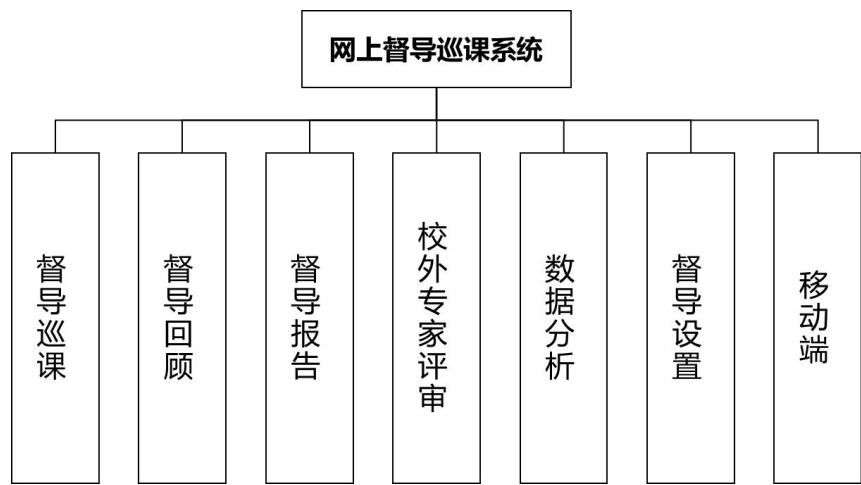 网上督导巡课系统
督导巡课
督导回顾
督导报告
校外专家评审
数据分析
督导设置
移动端